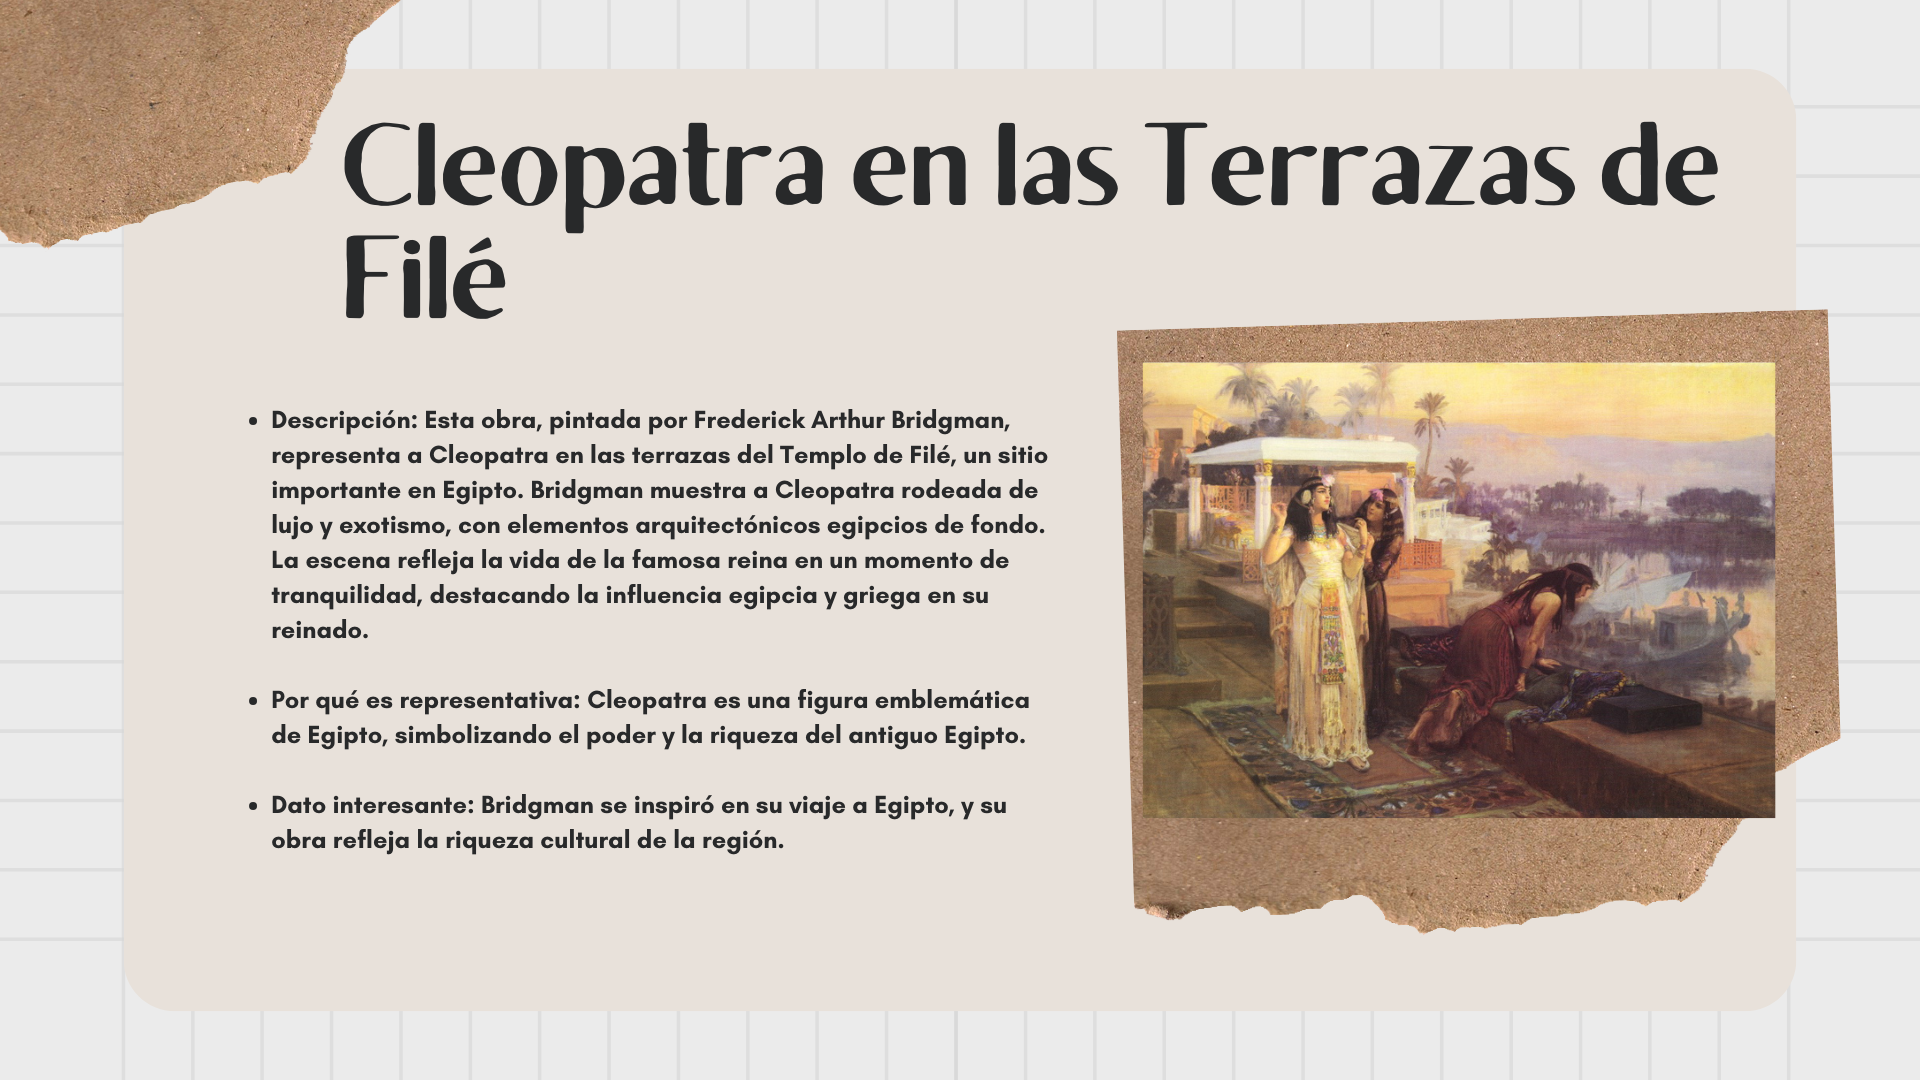 Cleopatra en las Terrazas de
Filé
• Descripción: Esta obra, pintada por Frederick Arthur Bridgman,
representa a Cleopatra en las terrazas del Templo de Filé, un sitio
importante en Egipto. Bridgman muestra a Cleopatra rodeada de
lujo y exotismo, con elementos arquitectónicos egipcios de fondo.
La escena refleja la vida de la famosa reina en un momento de
tranquilidad, destacando la influencia egipcia y griega en su
reinado.
• Por qué es representativa: Cleopatra es una figura emblemática
de Egipto, simbolizando el poder y la riqueza del antiguo Egipto.
• Dato interesante: Bridgman se inspiró en su viaje a Egipto, y su
obra refleja la riqueza cultural de la región.